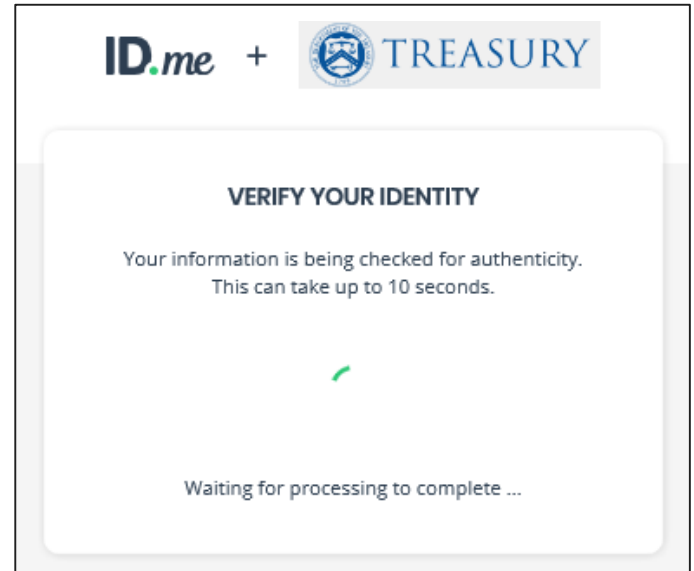 ID.me + TREASURY
VERIFY YOUR IDENTITY
Your information is being checked for authenticity.
This can take up to 10 seconds.
Waiting for processing to complete ...